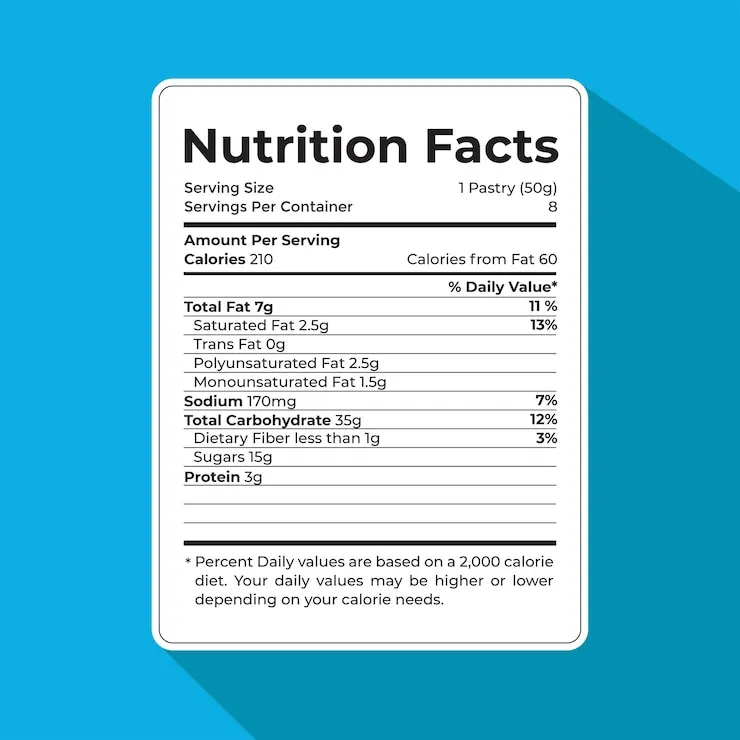 Nutrition Facts
Serving Size 1 Pastry (50g)
Servings Per Container 8
Amount Per Serving
Calories 210 Calories from Fat 60
% Daily Value*
Total Fat 7g 11 %
Saturated Fat 2.5g 13%
Trans Fat 0g
Polyunsaturated Fat 2.5g
Monounsaturated Fat 1.5g
Sodium 170mg 7%
Total Carbohydrate 35g 12%
Dietary Fiber less than 1g 3%
Sugars 15g
Protein 3g
* Percent Daily values are based on a 2,000 calorie
diet. Your daily values may be higher or lower
depending on your calorie needs.